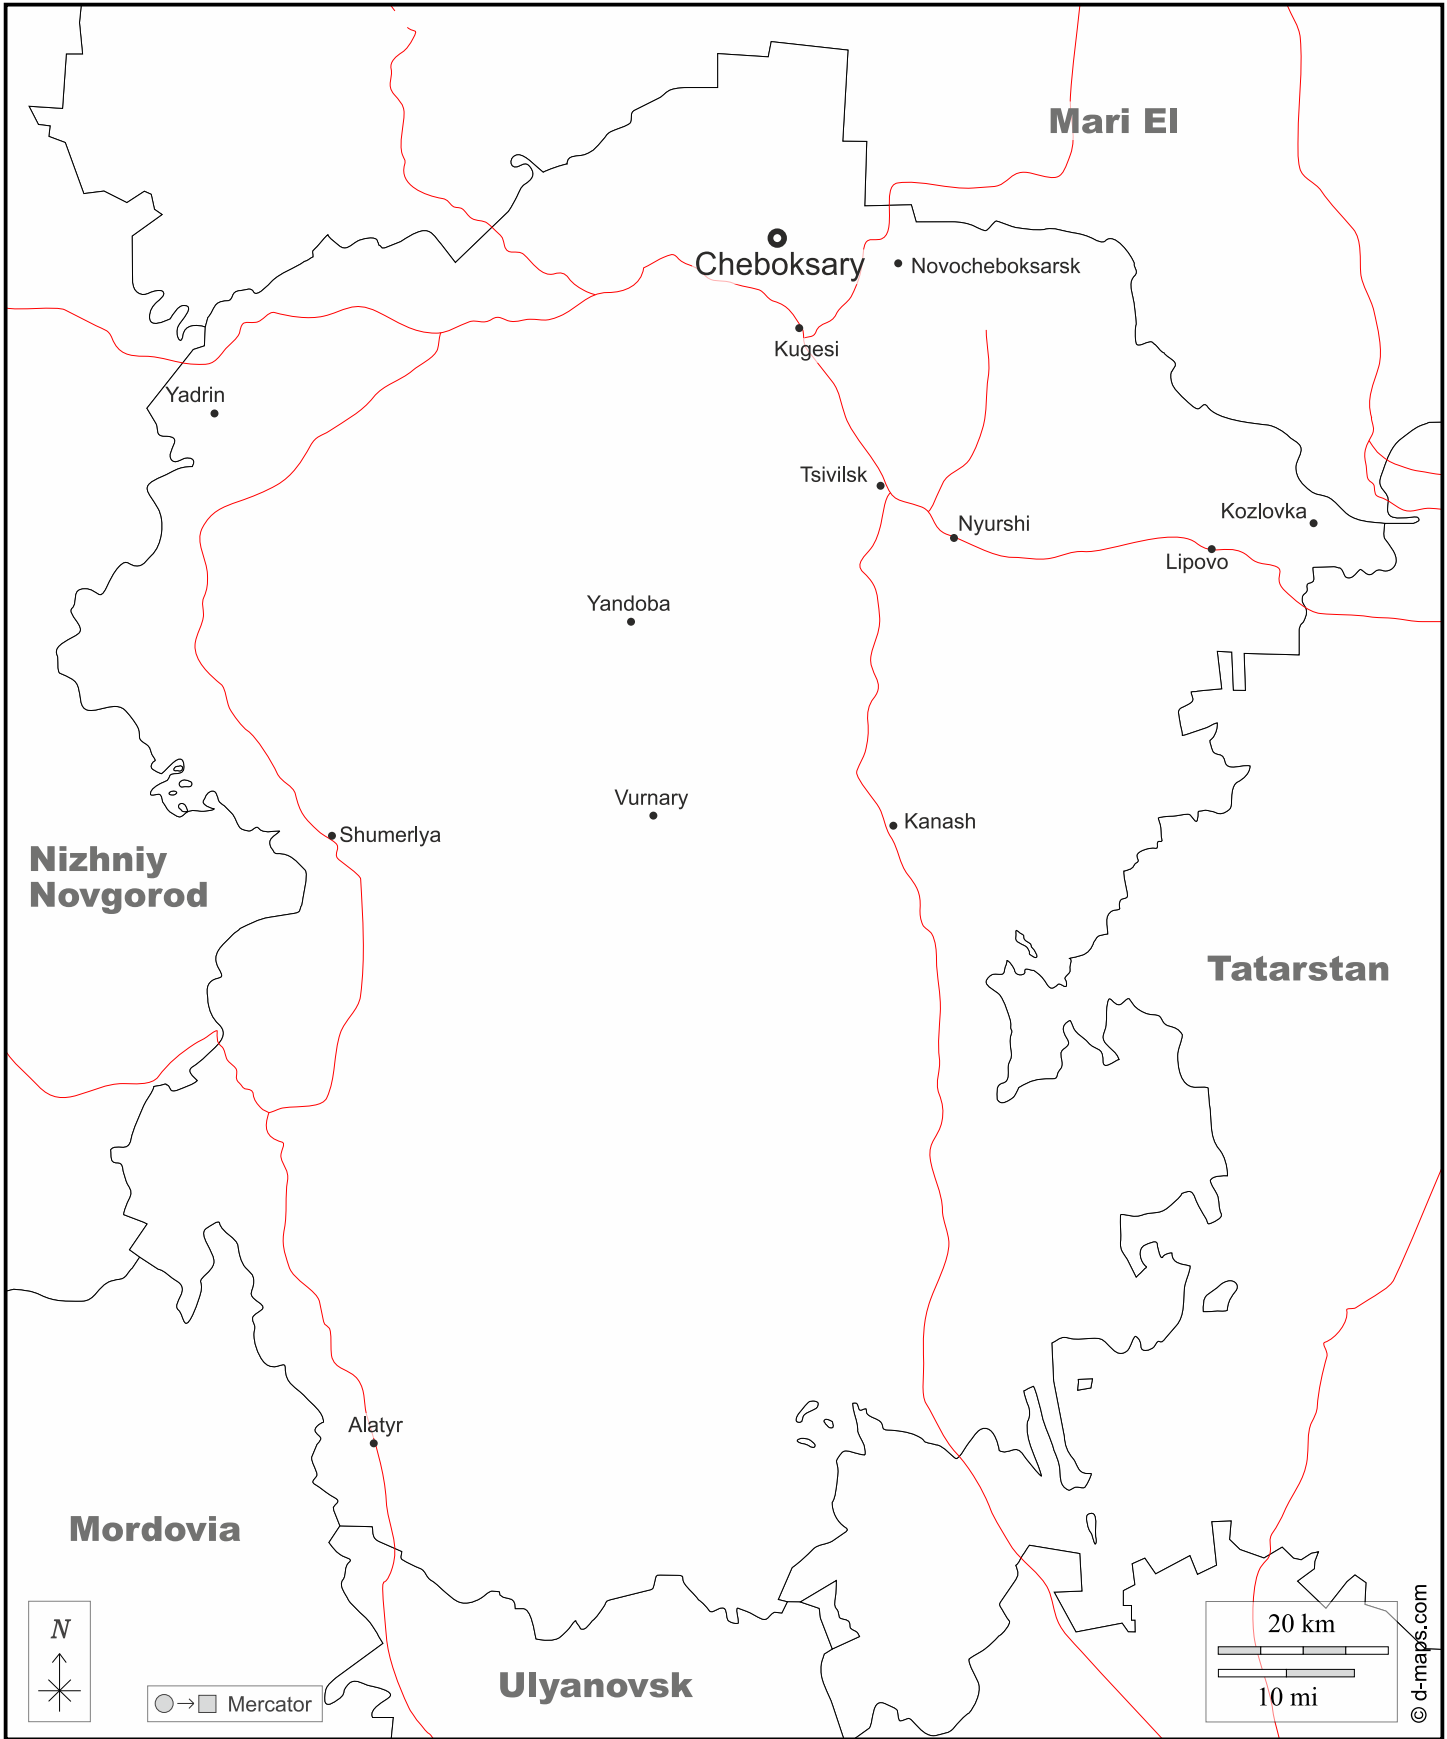 Mari El
Cheboksary
Novocheboksarsk
Kugesi
Yadrin
Tsivilsk
Nyurshi
Kozlovka
Lipovo
Yandoba
Vurnary
Kanash
Shumerlya
Nizhniy
Novgorod
Tatarstan
Alatyr
Mordovia
Ulyanovsk
N
Mercator
20 km
10 mi
© d-maps.com